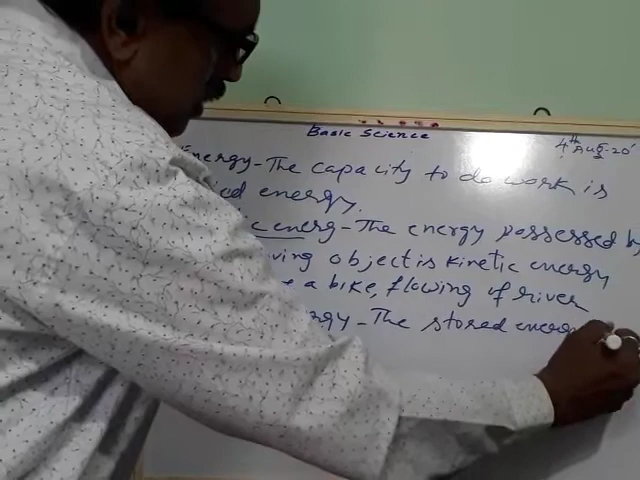 Basic Science
4th Aug-20'
Energy-The capacity to do work is
ed energy.
c energ-The energy possessed by
ving object is kinetic energy
e a bike, flowing of river
rgy-The stored energ